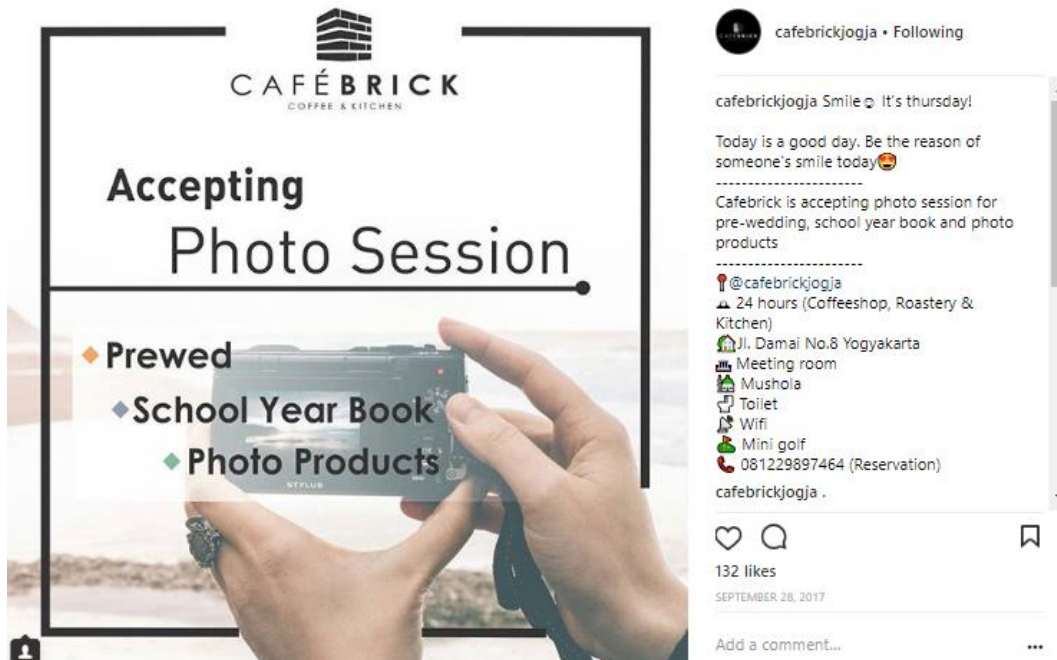 CAFÉBRICK
COFFEE & KITCHEN
Accepting
Photo Session
Prewed
School Year Book
Photo Products
STYLUS
cafebrickjogja • Following
cafebrickjogja Smile☺ It's thursday!
Today is a good day. Be the reason of
someone's smile today😍
----------------------
Cafebrick is accepting photo session for
pre-wedding, school year book and photo
products
----------------------
📍@cafebrickjogja
24 hours (Coffeeshop, Roastery &
Kitchen)
🏡Jl. Damai No.8 Yogyakarta
Meeting room
Mushola
🚽 Toilet
📡 Wifi
⛳ Mini golf
📞 081229897464 (Reservation)
cafebrickjogja .
132 likes
SEPTEMBER 28, 2017
Add a comment...